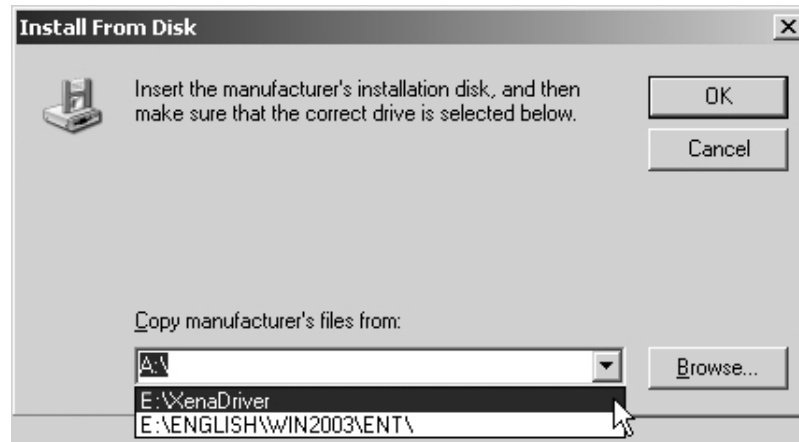 Install From Disk
Insert the manufacturer's installation disk, and then
make sure that the correct drive is selected below.
OK
Cancel
Copy manufacturer's files from:
A:\
Browse...
E:\XenaDriver
E:\ENGLISH\WIN2003\ENT\